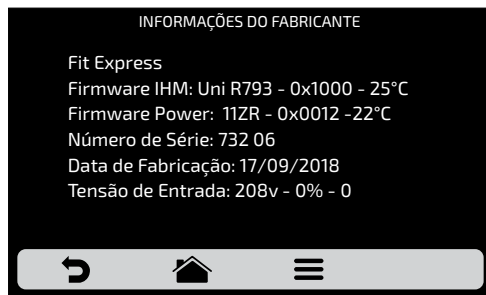 INFORMAÇÕES DO FABRICANTE
Fit Express
Firmware IHM: Uni R793 - 0x1000 - 25°C
Firmware Power: 11ZR - 0x0012 -22°C
Número de Série: 732 06
Data de Fabricação: 17/09/2018
Tensão de Entrada: 208v - 0% - 0